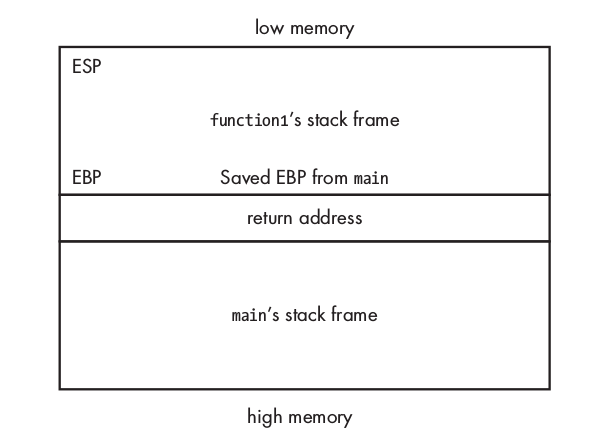 low memory
ESP
function1's stack frame
EBP Saved EBP from main
return address
main's stack frame
high memory